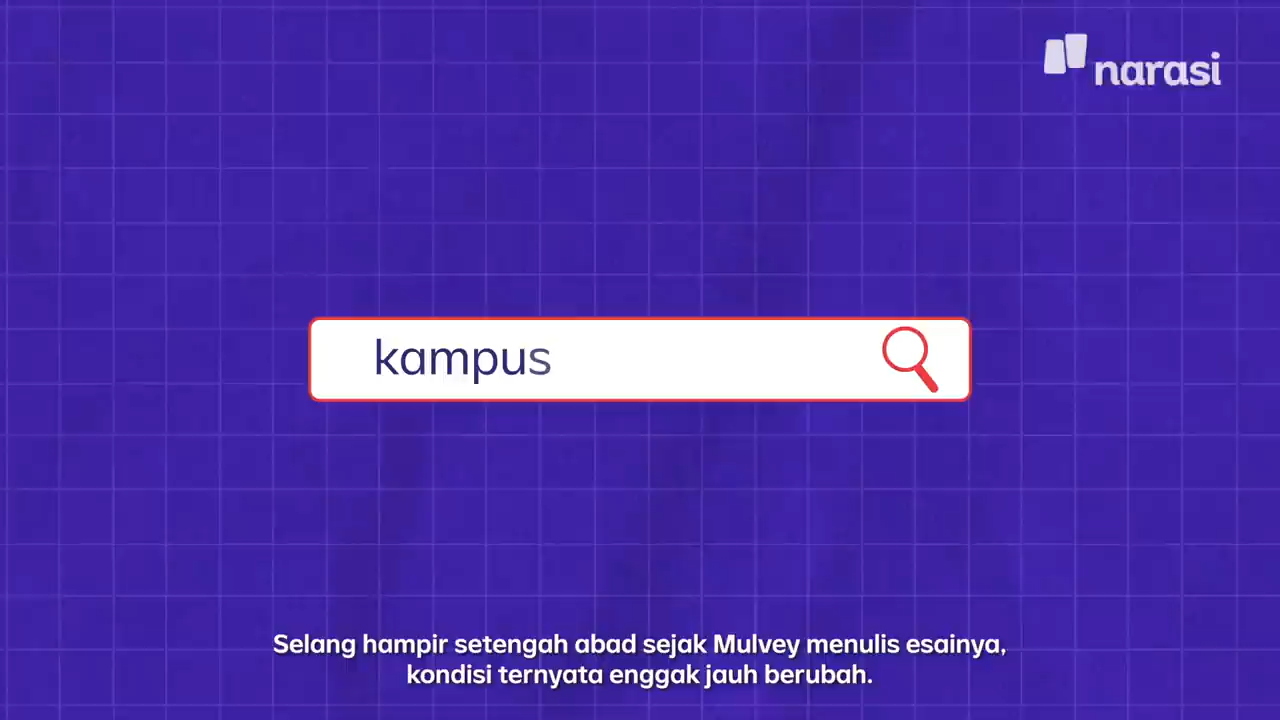 narasi
kampus
Selang hampir setengah abad sejak Mulvey menulis esainya,
kondisi ternyata enggak jauh berubah.